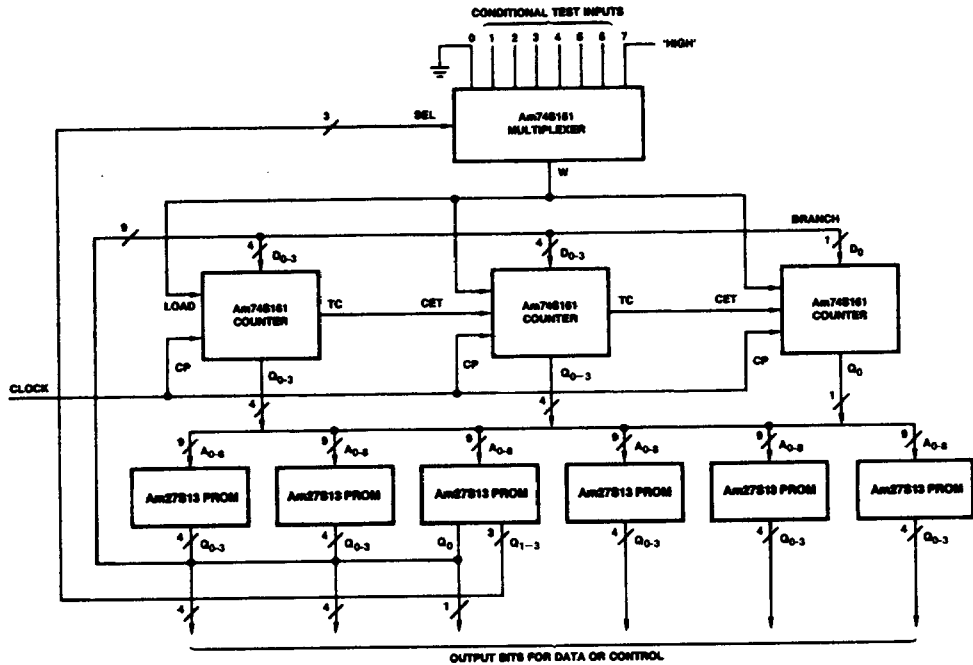 CONDITIONAL TEST INPUTS
0 1 2 3 4 5 6 7
'HIGH'
Am74S151
MULTIPLEXER
3
SEL
W
9
BRANCH
4
D0-3
4
D0-3
1
D0
LOAD
Am74S161
COUNTER
TC
CET
Am74S161
COUNTER
TC
CET
Am74S161
COUNTER
CP
CP
CP
CLOCK
Q0-3
Q0-3
Q0
4
4
1
9
A0-8
9
A0-8
9
A0-8
9
A0-8
9
A0-8
9
A0-8
Am27S13 PROM
Am27S13 PROM
Am27S13 PROM
Am27S13 PROM
Am27S13 PROM
Am27S13 PROM
4
Q0-3
4
Q0-3
Q0
3
Q1-3
4
Q0-3
4
Q0-3
4
Q0-3
4
4
1
OUTPUT BITS FOR DATA OR CONTROL